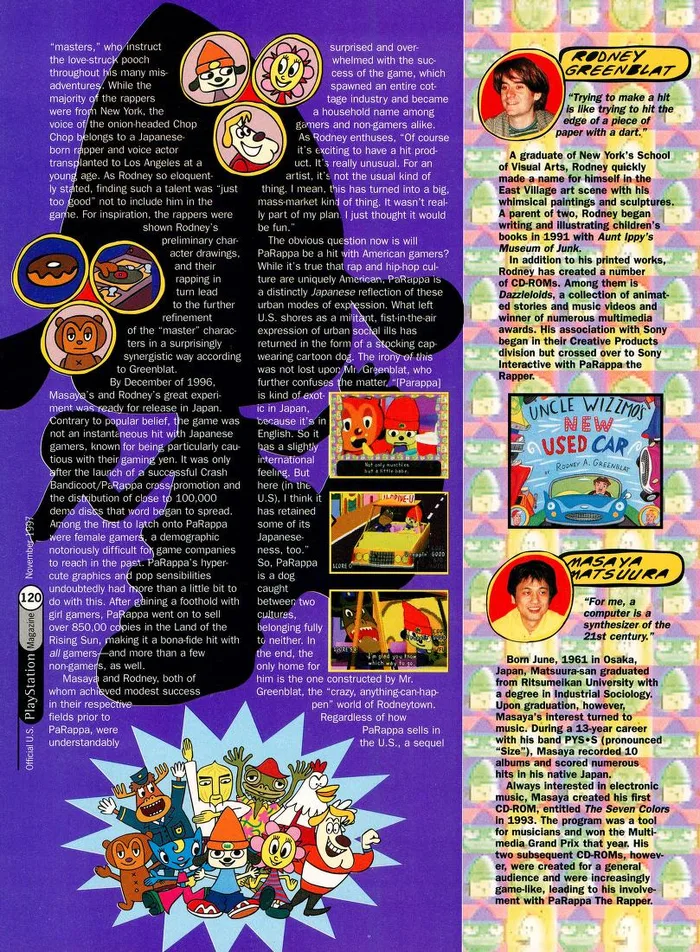 "masters," who instruct
the love-struck pooch
throughout his many mis-
adventures. While the
majority of the rappers
were from New York, the
voice of the onion-headed Chop
Chop belongs to a Japanese-
born rapper and voice actor
transplanted to Los Angeles at a
young age. As Rodney so eloquent-
ly stated, finding such a talent was "just
too good" not to include him in the
game. For inspiration, the rappers were
shown Rodney's
preliminary char-
acter drawings,
and their
rapping in
turn lead
to the further
refinement
of the "master" charac-
ters in a surprisingly
synergistic way according
to Greenblat.
By December of 1996,
Masaya's and Rodney's great experi-
ment was ready for release in Japan.
Contrary to popular belief, the game was
not an instantaneous hit with Japanese
gamers, known for being particularly cau-
tious with their gaming yen. It was only
after the launch of a successful Crash
Bandicoot/PaRappa cross-promotion and
the distribution of close to 100,000
demo discs that word began to spread.
Among the first to latch onto PaRappa
were female gamers, a demographic
notoriously difficult for game companies
to reach in the past. PaRappa's hyper-
cute graphics and pop sensibilities
undoubtedly had more than a little bit to
do with this. After gaining a foothold with
girl gamers, PaRappa went on to sell
over 850,00 copies in the Land of the
Rising Sun, making it a bona-fide hit with
all gamers—and more than a few
non-gamers, as well.
Masaya and Rodney, both of
whom achieved modest success
in their respective
fields prior to
PaRappa, were
understandably
surprised and over-
whelmed with the suc-
cess of the game, which
spawned an entire cot-
tage industry and became
a household name among
gamers and non-gamers alike.
As Rodney enthuses, "Of course
it's exciting to have a hit prod-
uct. It's really unusual. For an
artist, it's not the usual kind of
thing. I mean, this has turned into a big,
mass-market kind of thing. It wasn't real-
ly part of my plan. I just thought it would
be fun."
The obvious question now is will
PaRappa be a hit with American gamers?
While it's true that rap and hip-hop cul-
ture are uniquely American, PaRappa is
a distinctly Japanese reflection of these
urban modes of expression. What left
U.S. shores as a militant, fist-in-the-air
expression of urban social ills has
returned in the form of a stocking cap-
wearing cartoon dog. The irony of this
was not lost upon Mr. Greenblat, who
further confuses the matter. "[Parappa]
is kind of exot-
ic in Japan,
because it's in
English. So it
has a slightly
international
feeling. But
here (in the
U.S), I think it
has retained
some of its
Japanese-
ness, too."
So, PaRappa
is a dog
caught
between two
cultures,
belonging fully
to neither. In
the end, the
only home for
him is the one constructed by Mr.
Greenblat, the "crazy, anything-can-hap-
pen" world of Rodneytown.
Regardless of how
PaRappa sells in
the U.S., a sequel
Not only munchies
but a little baby.
I'm glad you know
which way to go.
RODNEY
GREENBLAT
"Trying to make a hit
is like trying to hit the
edge of a piece of
paper with a dart."
A graduate of New York's School
of Visual Arts, Rodney quickly
made a name for himself in the
East Village art scene with his
whimsical paintings and sculptures.
A parent of two, Rodney began
writing and illustrating children's
books in 1991 with Aunt Ippy's
Museum of Junk.
In addition to his printed works,
Rodney has created a number
of CD-ROMs. Among them is
Dazzleloids, a collection of animat-
ed stories and music videos and
winner of numerous multimedia
awards. His association with Sony
began in their Creative Products
division but crossed over to Sony
Interactive with PaRappa the
Rapper.
UNCLE WIZZMO'S
NEW
USED CAR
BY RODNEY A. GREENBLAT
MASAYA
MATSUURA
"For me, a
computer is a
synthesizer of the
21st century."
Born June, 1961 in Osaka,
Japan, Matsuura-san graduated
from Ritsumeikan University with
a degree in Industrial Sociology.
Upon graduation, however,
Masaya's interest turned to
music. During a 13-year career
with his band PYS•S (pronounced
"Size"), Masaya recorded 10
albums and scored numerous
hits in his native Japan.
Always interested in electronic
music, Masaya created his first
CD-ROM, entitled The Seven Colors
in 1993. The program was a tool
for musicians and won the Multi-
media Grand Prix that year. His
two subsequent CD-ROMs, howev-
er, were created for a general
audience and were increasingly
game-like, leading to his involve-
ment with PaRappa The Rapper.
Official U.S. PlayStation Magazine 120 November 1997